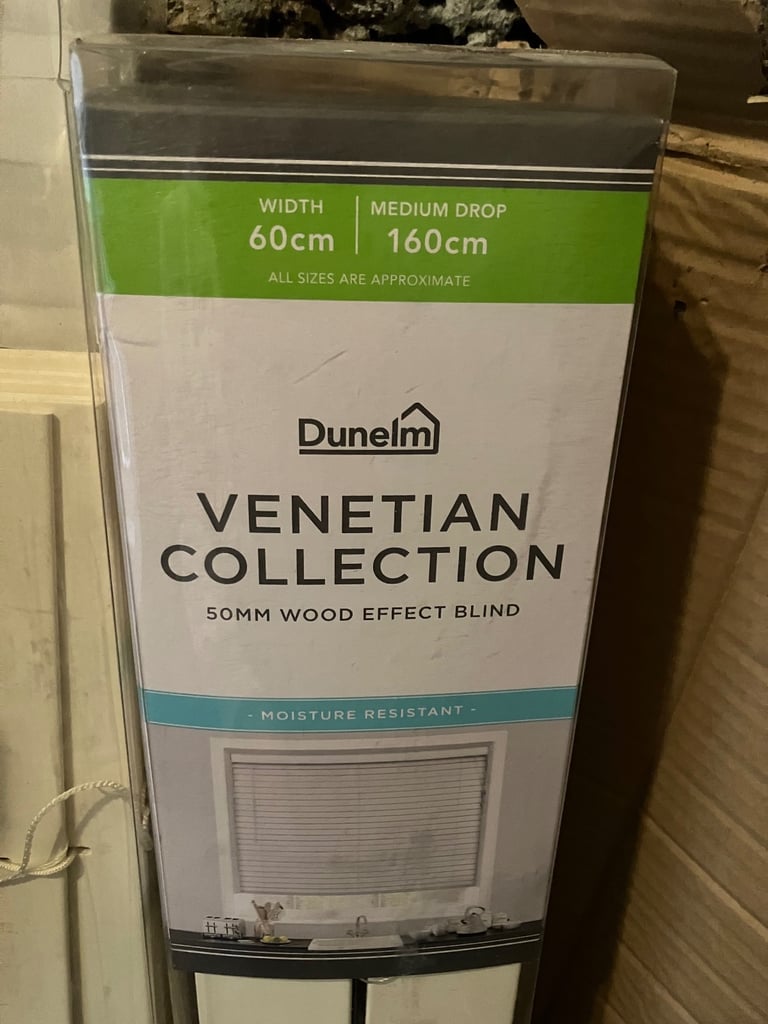 WIDTH
60cm
MEDIUM DROP
160cm
ALL SIZES ARE APPROXIMATE
Dunelm
VENETIAN
COLLECTION
50MM WOOD EFFECT BLIND
- MOISTURE RESISTANT -